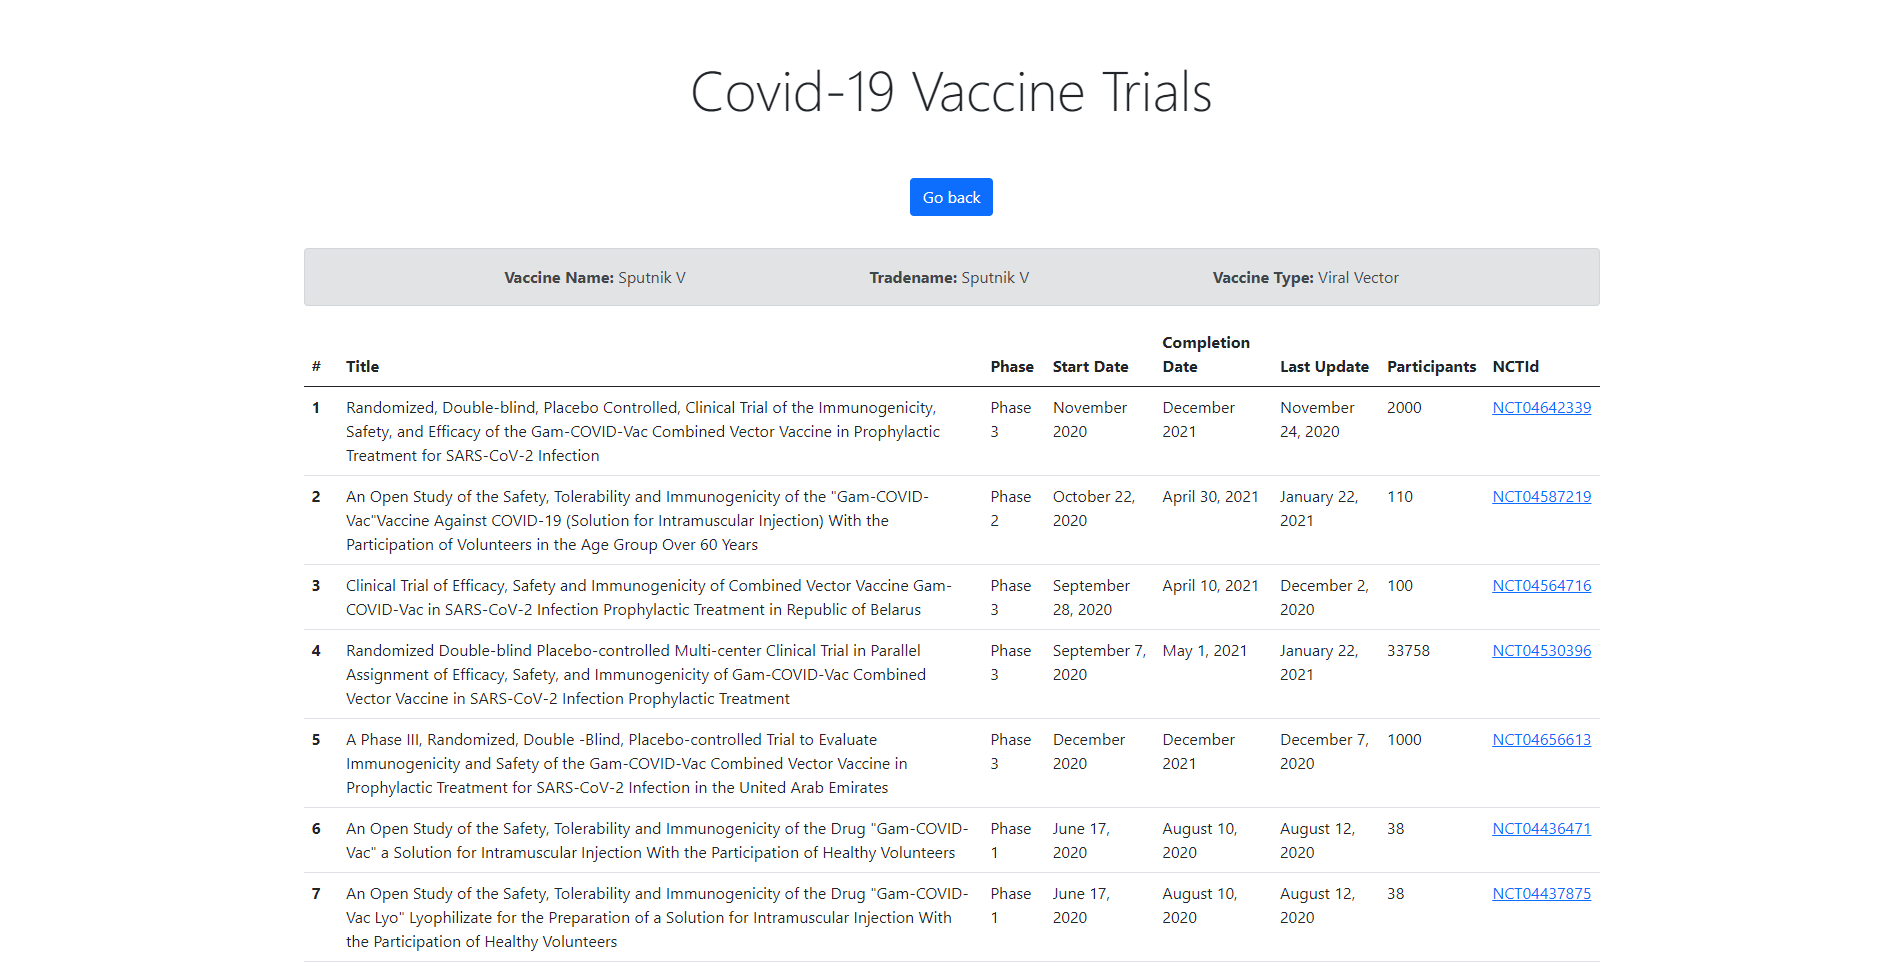 Covid-19 Vaccine Trials
Go back
Vaccine Name: Sputnik V Tradename: Sputnik V Vaccine Type: Viral Vector
# Title Phase Start Date Completion Date Last Update Participants NCTId
1 Randomized, Double-blind, Placebo Controlled, Clinical Trial of the Immunogenicity, Phase November December November 2000 NCT04642339
Safety, and Efficacy of the Gam-COVID-Vac Combined Vector Vaccine in Prophylactic 3 2020 2021 24, 2020
Treatment for SARS-CoV-2 Infection
2 An Open Study of the Safety, Tolerability and Immunogenicity of the "Gam-COVID- Phase October 22, April 30, 2021 January 22, 110 NCT04587219
Vac"Vaccine Against COVID-19 (Solution for Intramuscular Injection) With the 2 2020 2021
Participation of Volunteers in the Age Group Over 60 Years
3 Clinical Trial of Efficacy, Safety and Immunogenicity of Combined Vector Vaccine Gam- Phase September April 10, 2021 December 2, 100 NCT04564716
COVID-Vac in SARS-CoV-2 Infection Prophylactic Treatment in Republic of Belarus 3 28, 2020 2020
4 Randomized Double-blind Placebo-controlled Multi-center Clinical Trial in Parallel Phase September 7, May 1, 2021 January 22, 33758 NCT04530396
Assignment of Efficacy, Safety, and Immunogenicity of Gam-COVID-Vac Combined 3 2020 2021
Vector Vaccine in SARS-CoV-2 Infection Prophylactic Treatment
5 A Phase III, Randomized, Double -Blind, Placebo-controlled Trial to Evaluate Phase December December December 7, 1000 NCT04656613
Immunogenicity and Safety of the Gam-COVID-Vac Combined Vector Vaccine in 3 2020 2021 2020
Prophylactic Treatment for SARS-CoV-2 Infection in the United Arab Emirates
6 An Open Study of the Safety, Tolerability and Immunogenicity of the Drug "Gam-COVID- Phase June 17, August 10, August 12, 38 NCT04436471
Vac" a Solution for Intramuscular Injection With the Participation of Healthy Volunteers 1 2020 2020 2020
7 An Open Study of the Safety, Tolerability and Immunogenicity of the Drug "Gam-COVID- Phase June 17, August 10, August 12, 38 NCT04437875
Vac Lyo" Lyophilizate for the Preparation of a Solution for Intramuscular Injection With 1 2020 2020 2020
the Participation of Healthy Volunteers